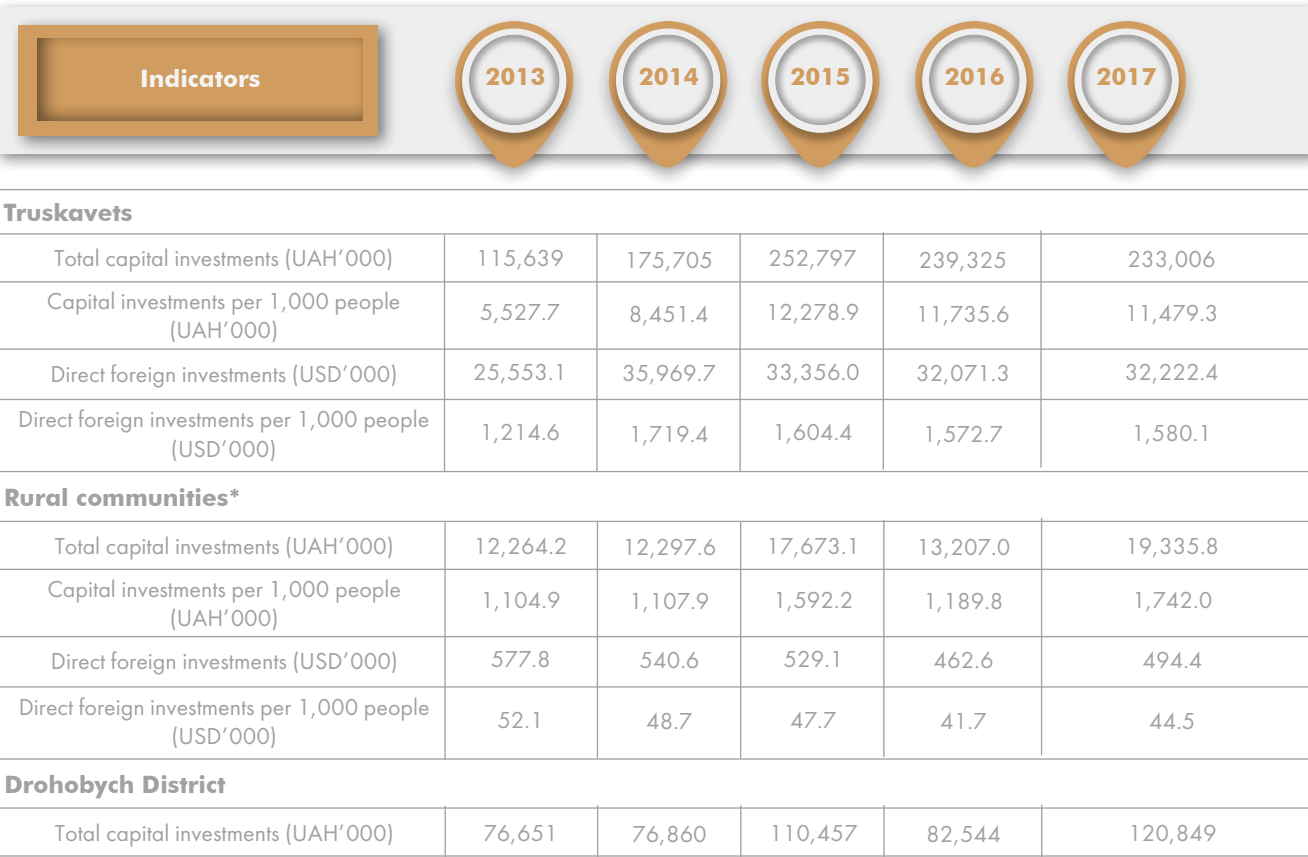 Indicators 2013 2014 2015 2016 2017
Truskavets
Total capital investments (UAH’000) 115,639 175,705 252,797 239,325 233,006
Capital investments per 1,000 people
(UAH’000) 5,527.7 8,451.4 12,278.9 11,735.6 11,479.3
Direct foreign investments (USD’000) 25,553.1 35,969.7 33,356.0 32,071.3 32,222.4
Direct foreign investments per 1,000 people
(USD’000) 1,214.6 1,719.4 1,604.4 1,572.7 1,580.1
Rural communities*
Total capital investments (UAH’000) 12,264.2 12,297.6 17,673.1 13,207.0 19,335.8
Capital investments per 1,000 people
(UAH’000) 1,104.9 1,107.9 1,592.2 1,189.8 1,742.0
Direct foreign investments (USD’000) 577.8 540.6 529.1 462.6 494.4
Direct foreign investments per 1,000 people
(USD’000) 52.1 48.7 47.7 41.7 44.5
Drohobych District
Total capital investments (UAH’000) 76,651 76,860 110,457 82,544 120,849